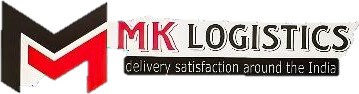 MK LOGISTICS
delivery satisfaction around the India